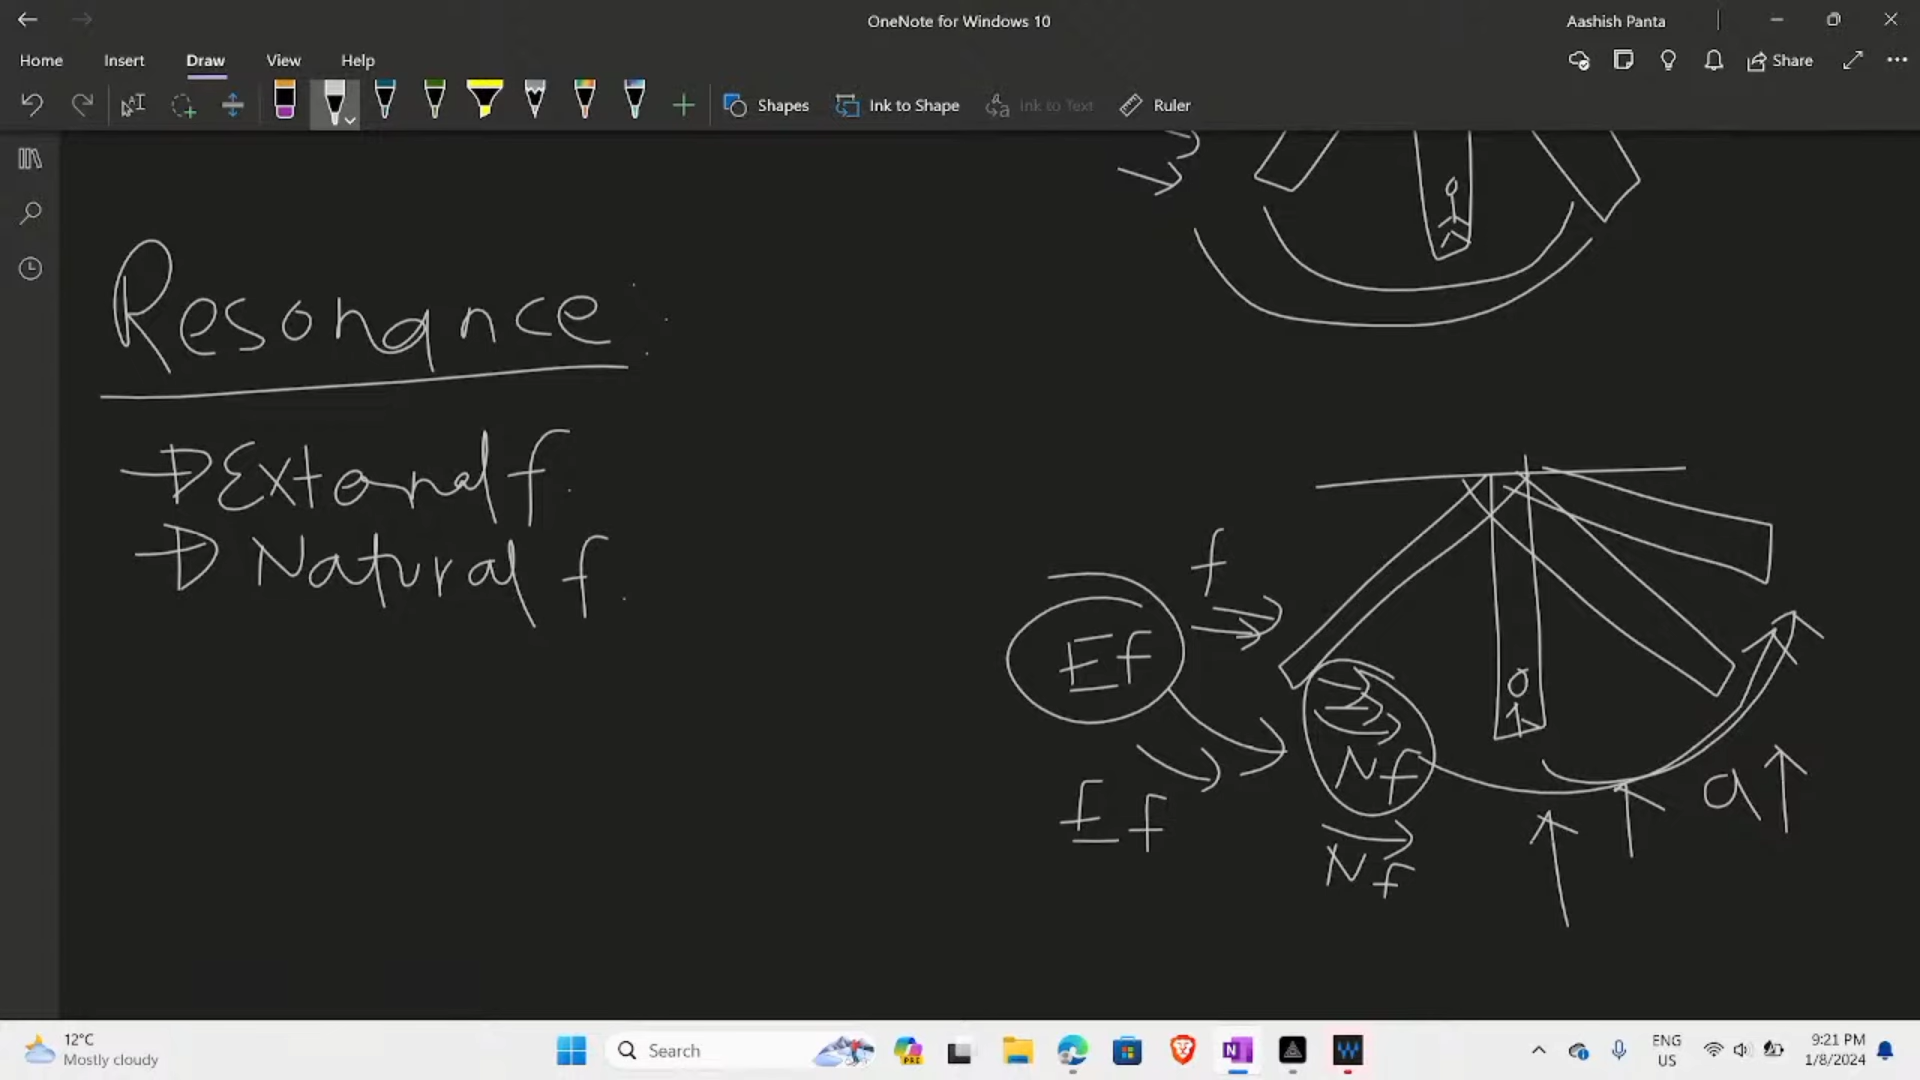 OneNote for Windows 10
Aashish Panta
Home
Insert
Draw
View
Help
Share
Shapes
Ink to Shape
Ink to Text
Ruler
Resonance
External f
Natural f
f
Ef
Nf
Ef
Nf
a
12°C
Mostly cloudy
Search
PRE
ENG
US
9:21 PM
1/8/2024